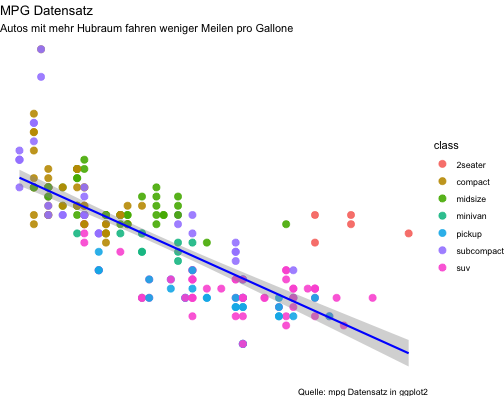 MPG Datensatz
Autos mit mehr Hubraum fahren weniger Meilen pro Gallone
class
2seater
compact
midsize
minivan
pickup
subcompact
suv
Quelle: mpg Datensatz in ggplot2